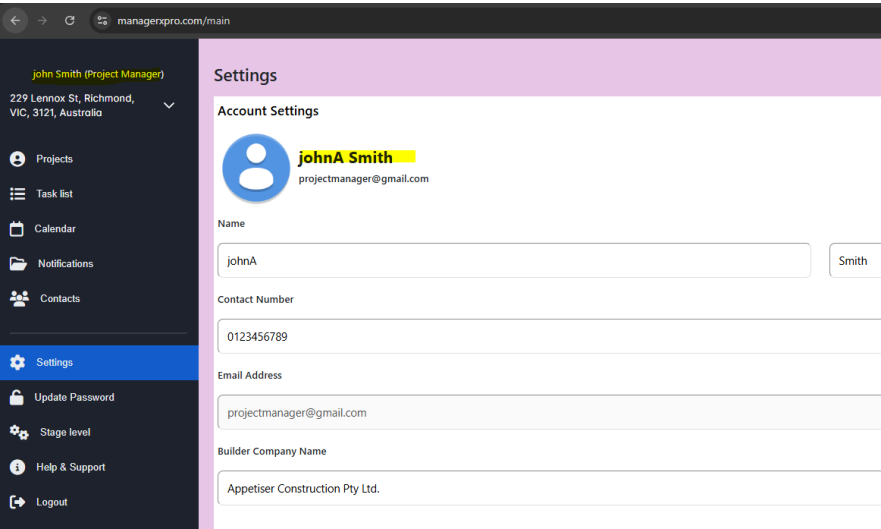 managerxpro.com/main
john Smith (Project Manager)
229 Lennox St, Richmond,
VIC, 3121, Australia
Projects
Task list
Calendar
Notifications
Contacts
Settings
Update Password
Stage level
Help & Support
Logout
Settings
Account Settings
johnA Smith
projectmanager@gmail.com
Name
johnA
Smith
Contact Number
0123456789
Email Address
projectmanager@gmail.com
Builder Company Name
Appetiser Construction Pty Ltd.